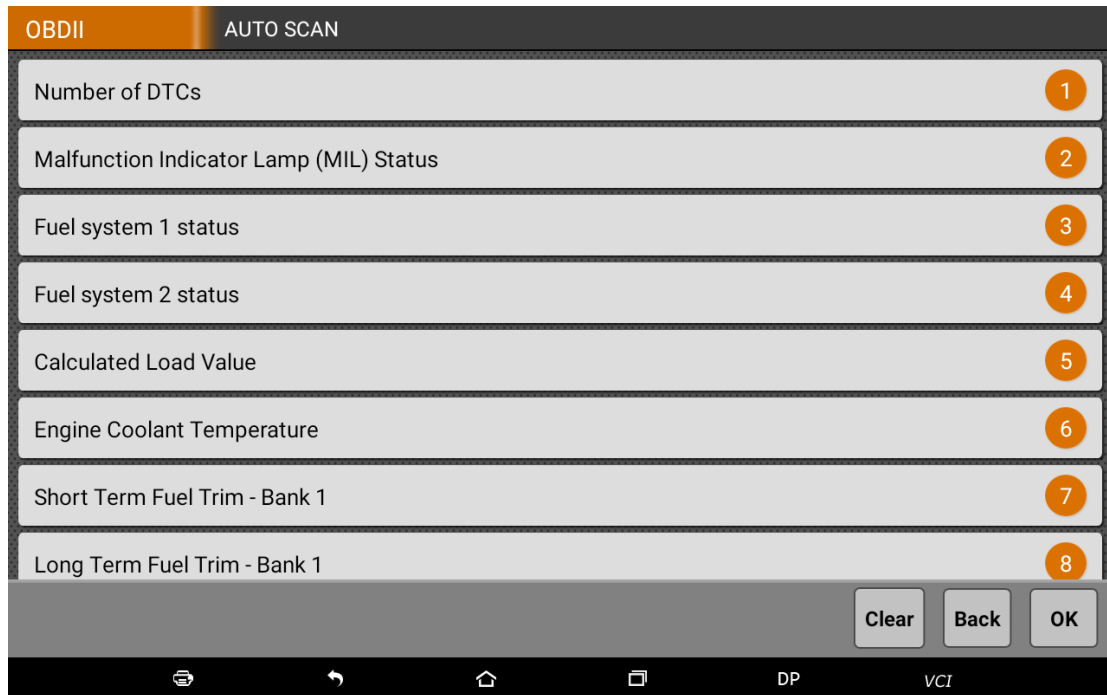 OBDII AUTO SCAN
Number of DTCs 1
Malfunction Indicator Lamp (MIL) Status 2
Fuel system 1 status 3
Fuel system 2 status 4
Calculated Load Value 5
Engine Coolant Temperature 6
Short Term Fuel Trim - Bank 1 7
Long Term Fuel Trim - Bank 1 8
Clear Back OK
DP VCI